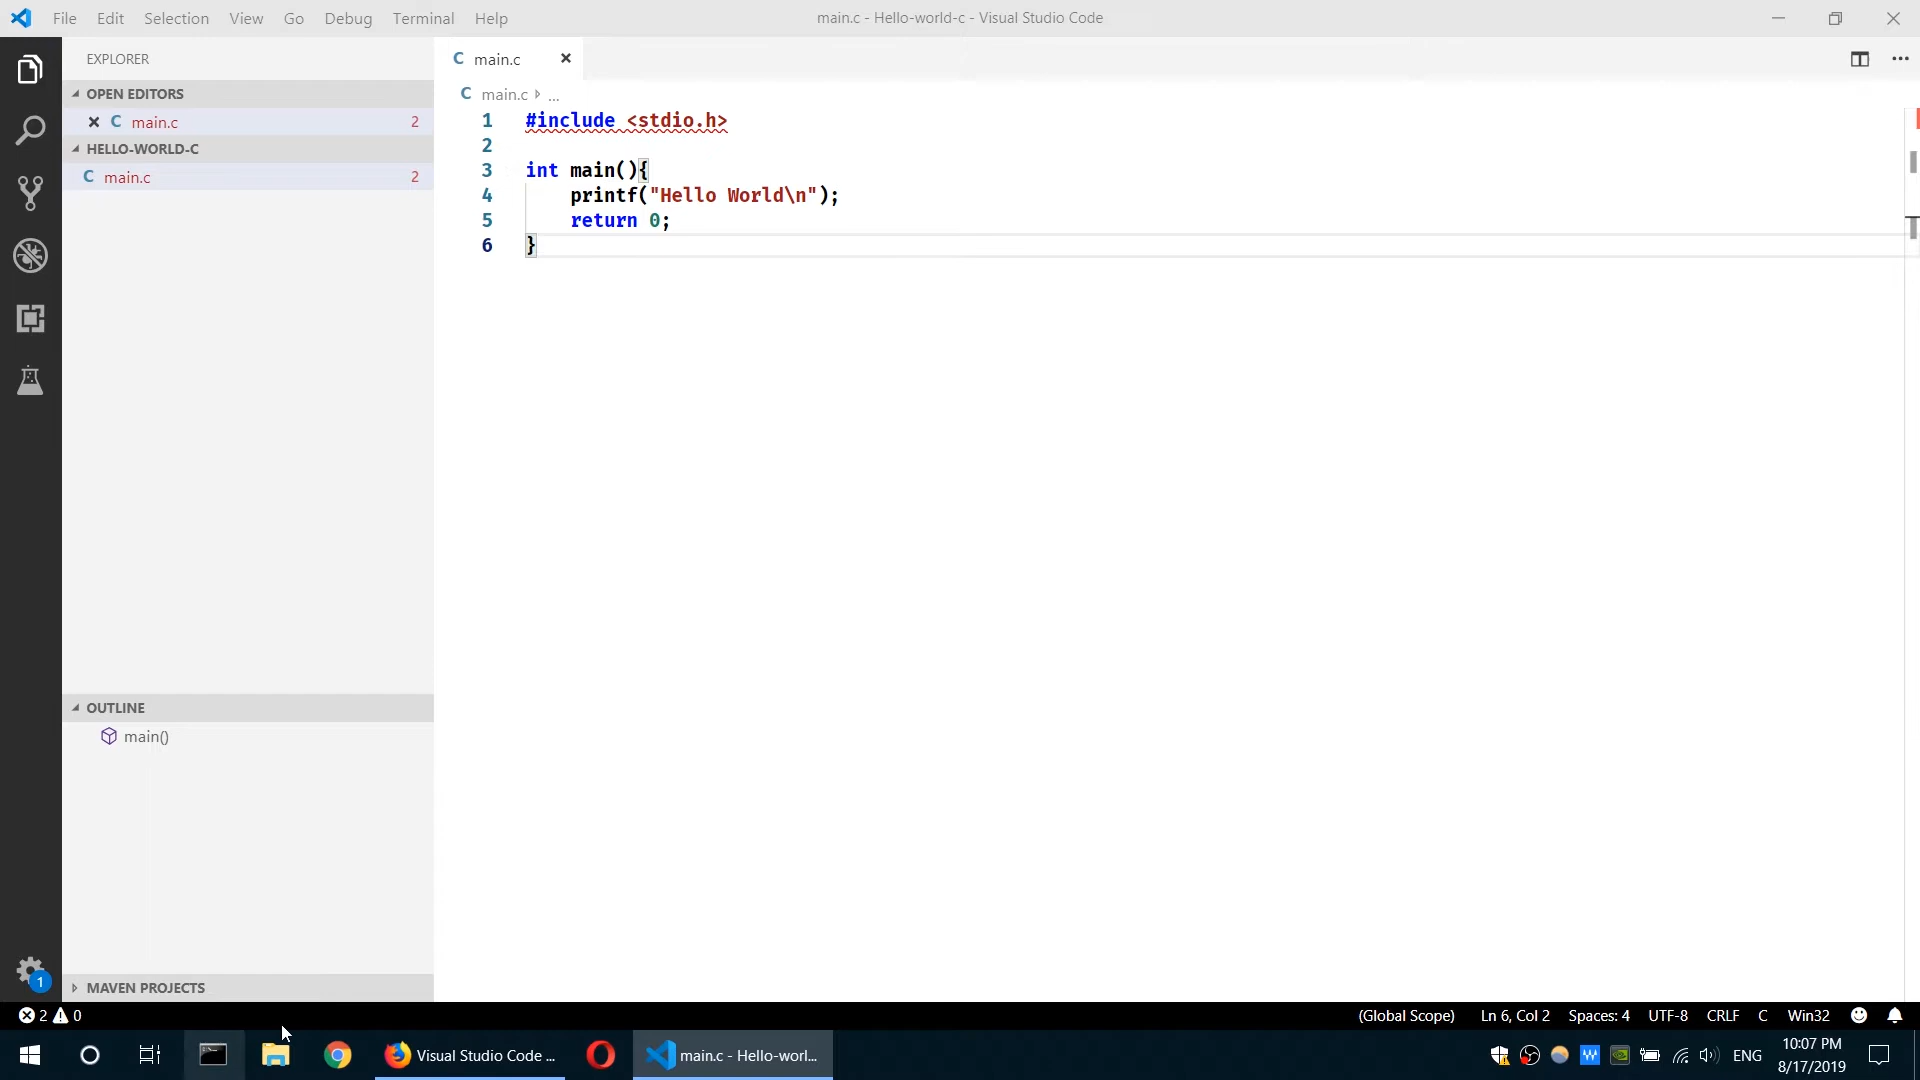 File Edit Selection View Go Debug Terminal Help
main.c - Hello-world-c - Visual Studio Code
EXPLORER
OPEN EDITORS
C main.c 2
HELLO-WORLD-C
C main.c 2
C main.c
C main.c ...
1 #include <stdio.h>
2
3 int main(){
4 printf("Hello World\n");
5 return 0;
6 }
OUTLINE
main()
1
MAVEN PROJECTS
2 0
(Global Scope) Ln 6, Col 2 Spaces: 4 UTF-8 CRLF C Win32
Visual Studio Code ...
main.c - Hello-worl...
ENG
10:07 PM
8/17/2019